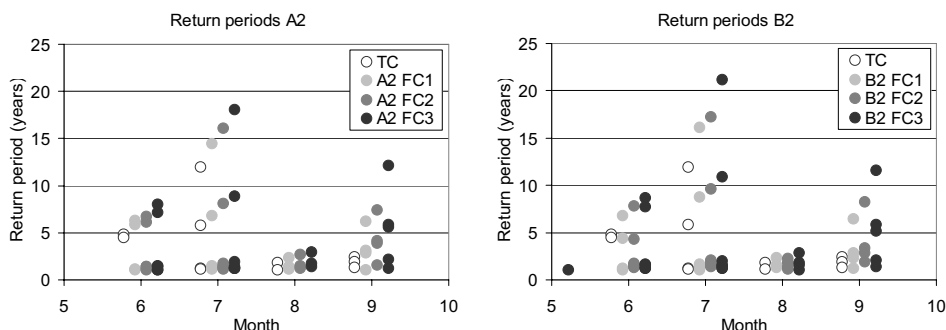 Return periods A2
25
20
15
10
5
0
Return period (years)
5 6 7 8 9 10
Month
TC
A2 FC1
A2 FC2
A2 FC3
Return periods B2
25
20
15
10
5
0
Return period (years)
5 6 7 8 9 10
Month
TC
B2 FC1
B2 FC2
B2 FC3